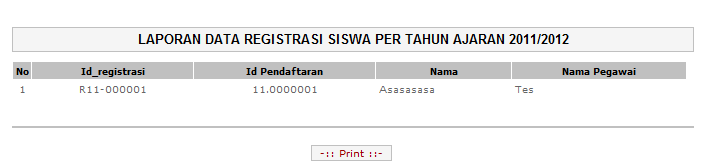 LAPORAN DATA REGISTRASI SISWA PER TAHUN AJARAN 2011/2012
No Id_registrasi Id Pendaftaran Nama Nama Pegawai
1 R11-000001 11.0000001 Asasasasa Tes
-:: Print ::-